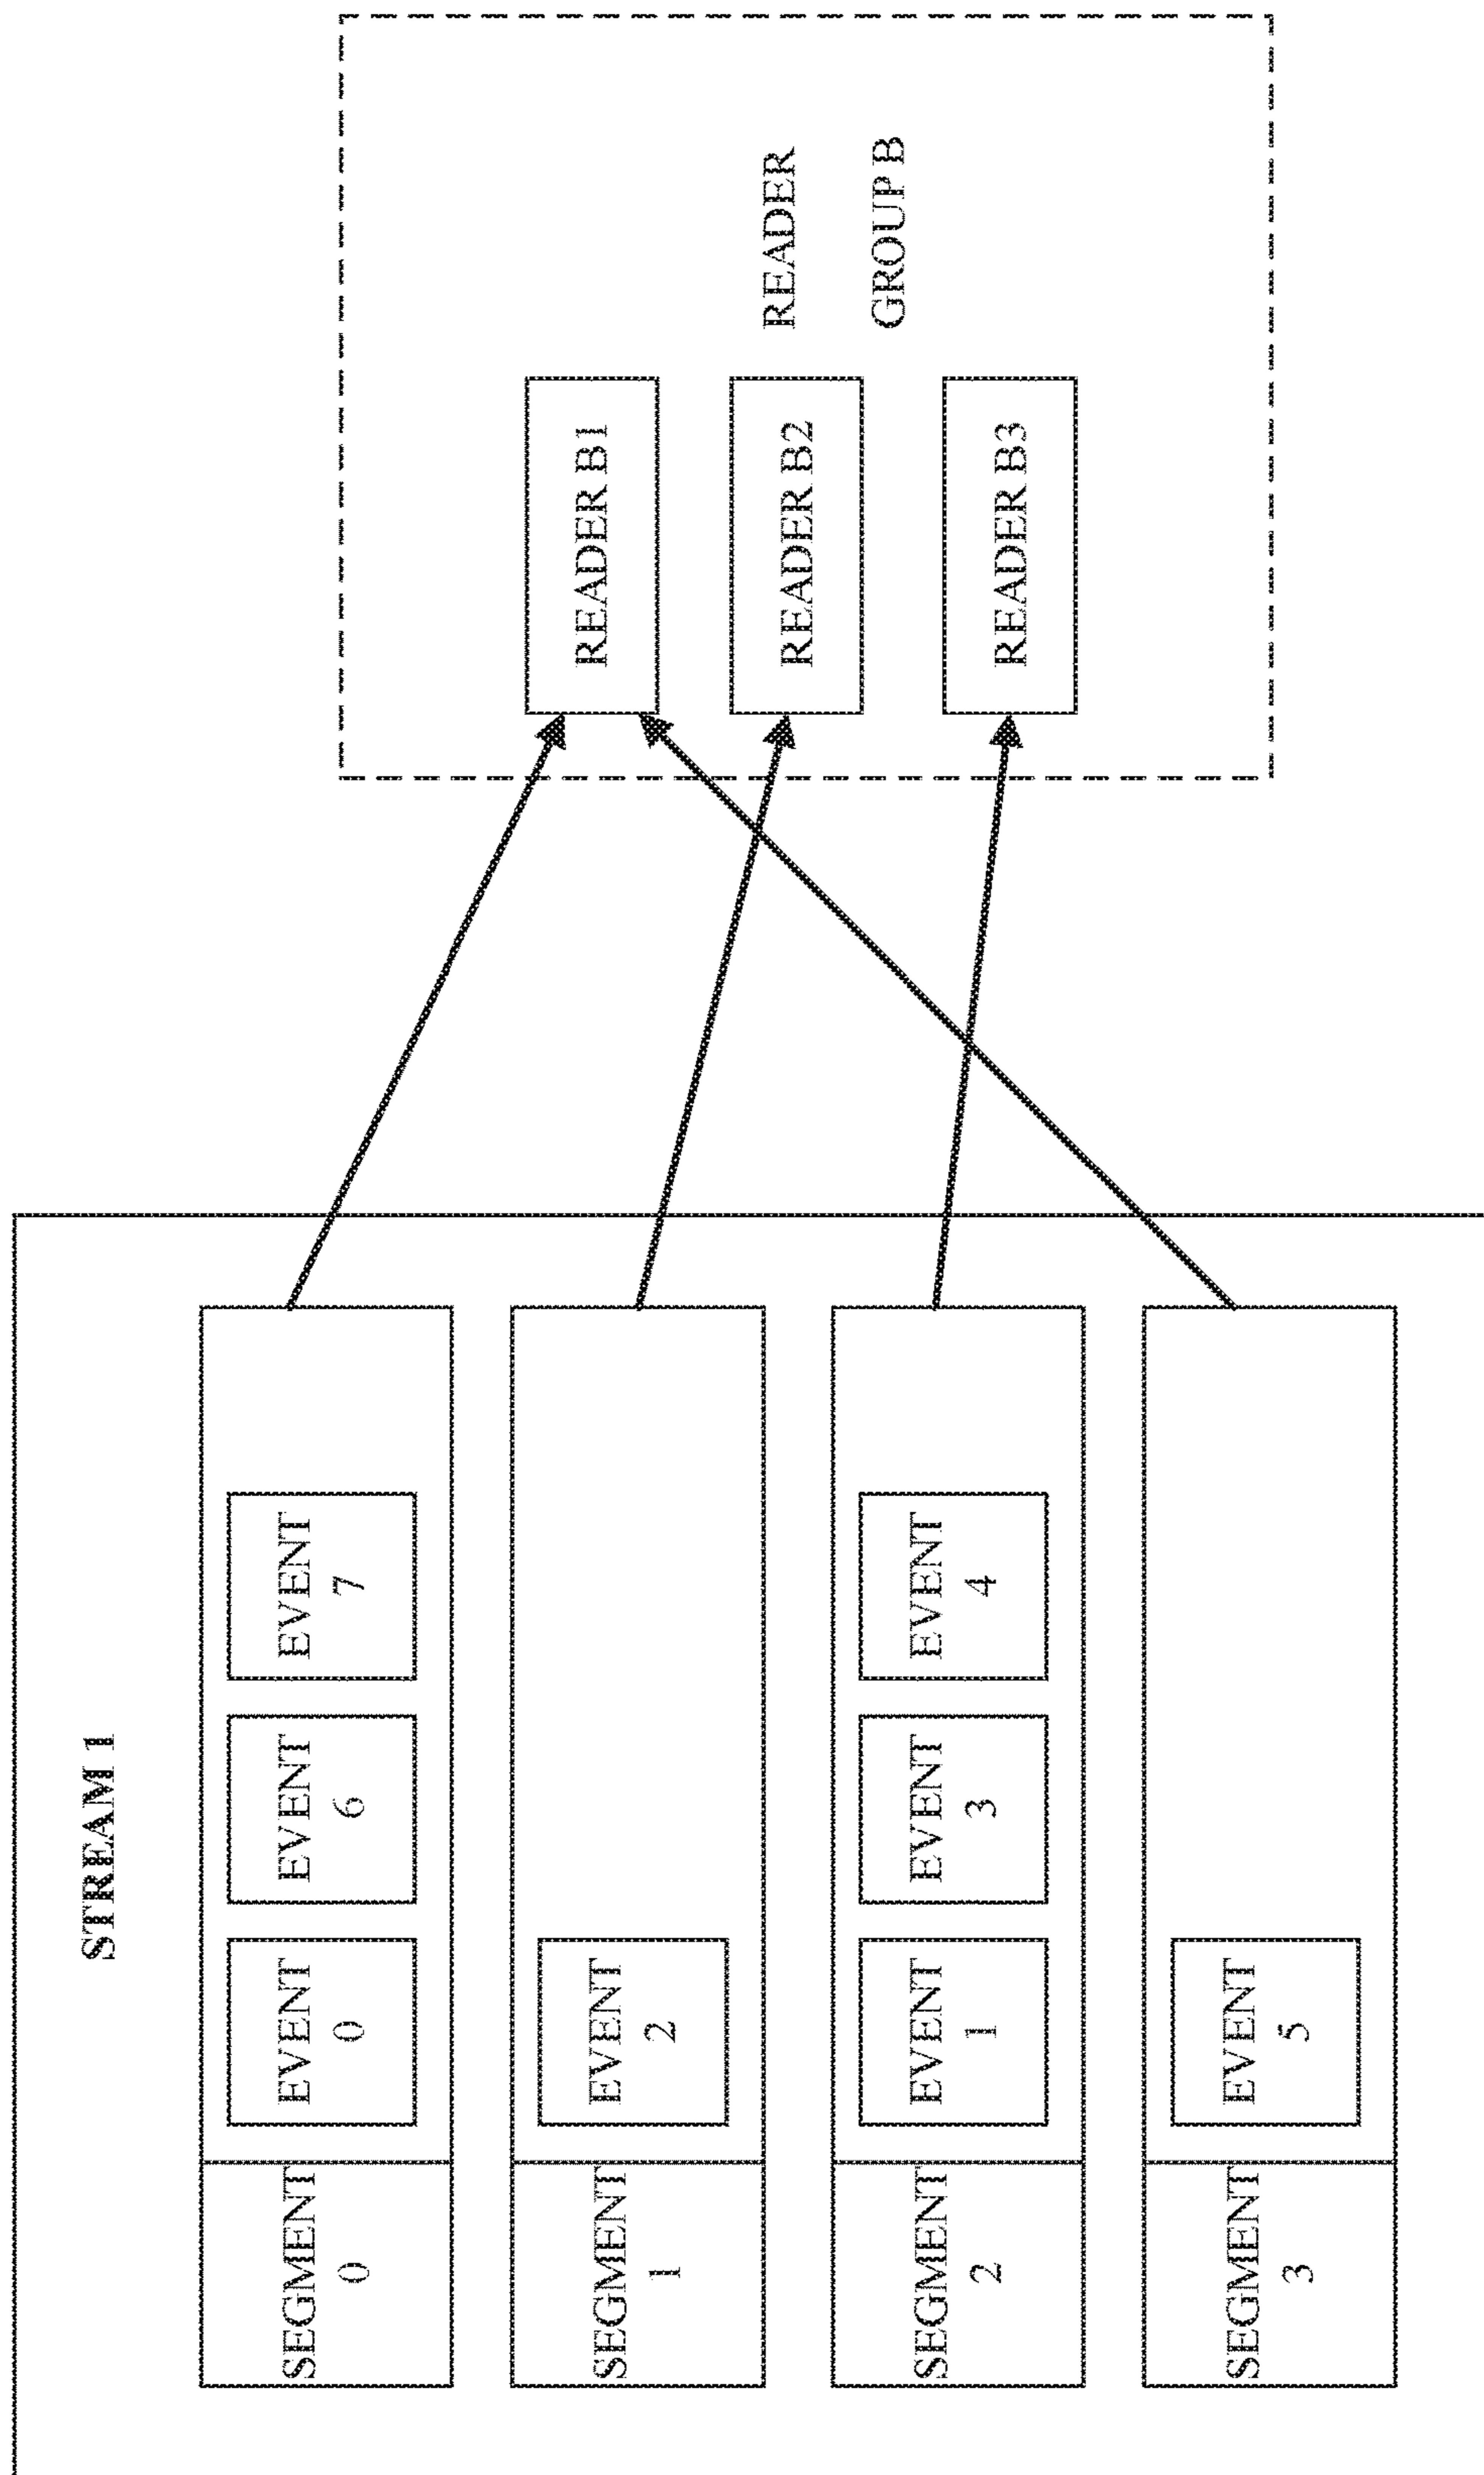 STREAM 1
SEGMENT
0
EVENT
0
EVENT
6
EVENT
7
SEGMENT
1
EVENT
2
SEGMENT
2
EVENT
1
EVENT
3
EVENT
4
SEGMENT
3
EVENT
5
READER B1
READER B2
READER B3
READER
GROUP B